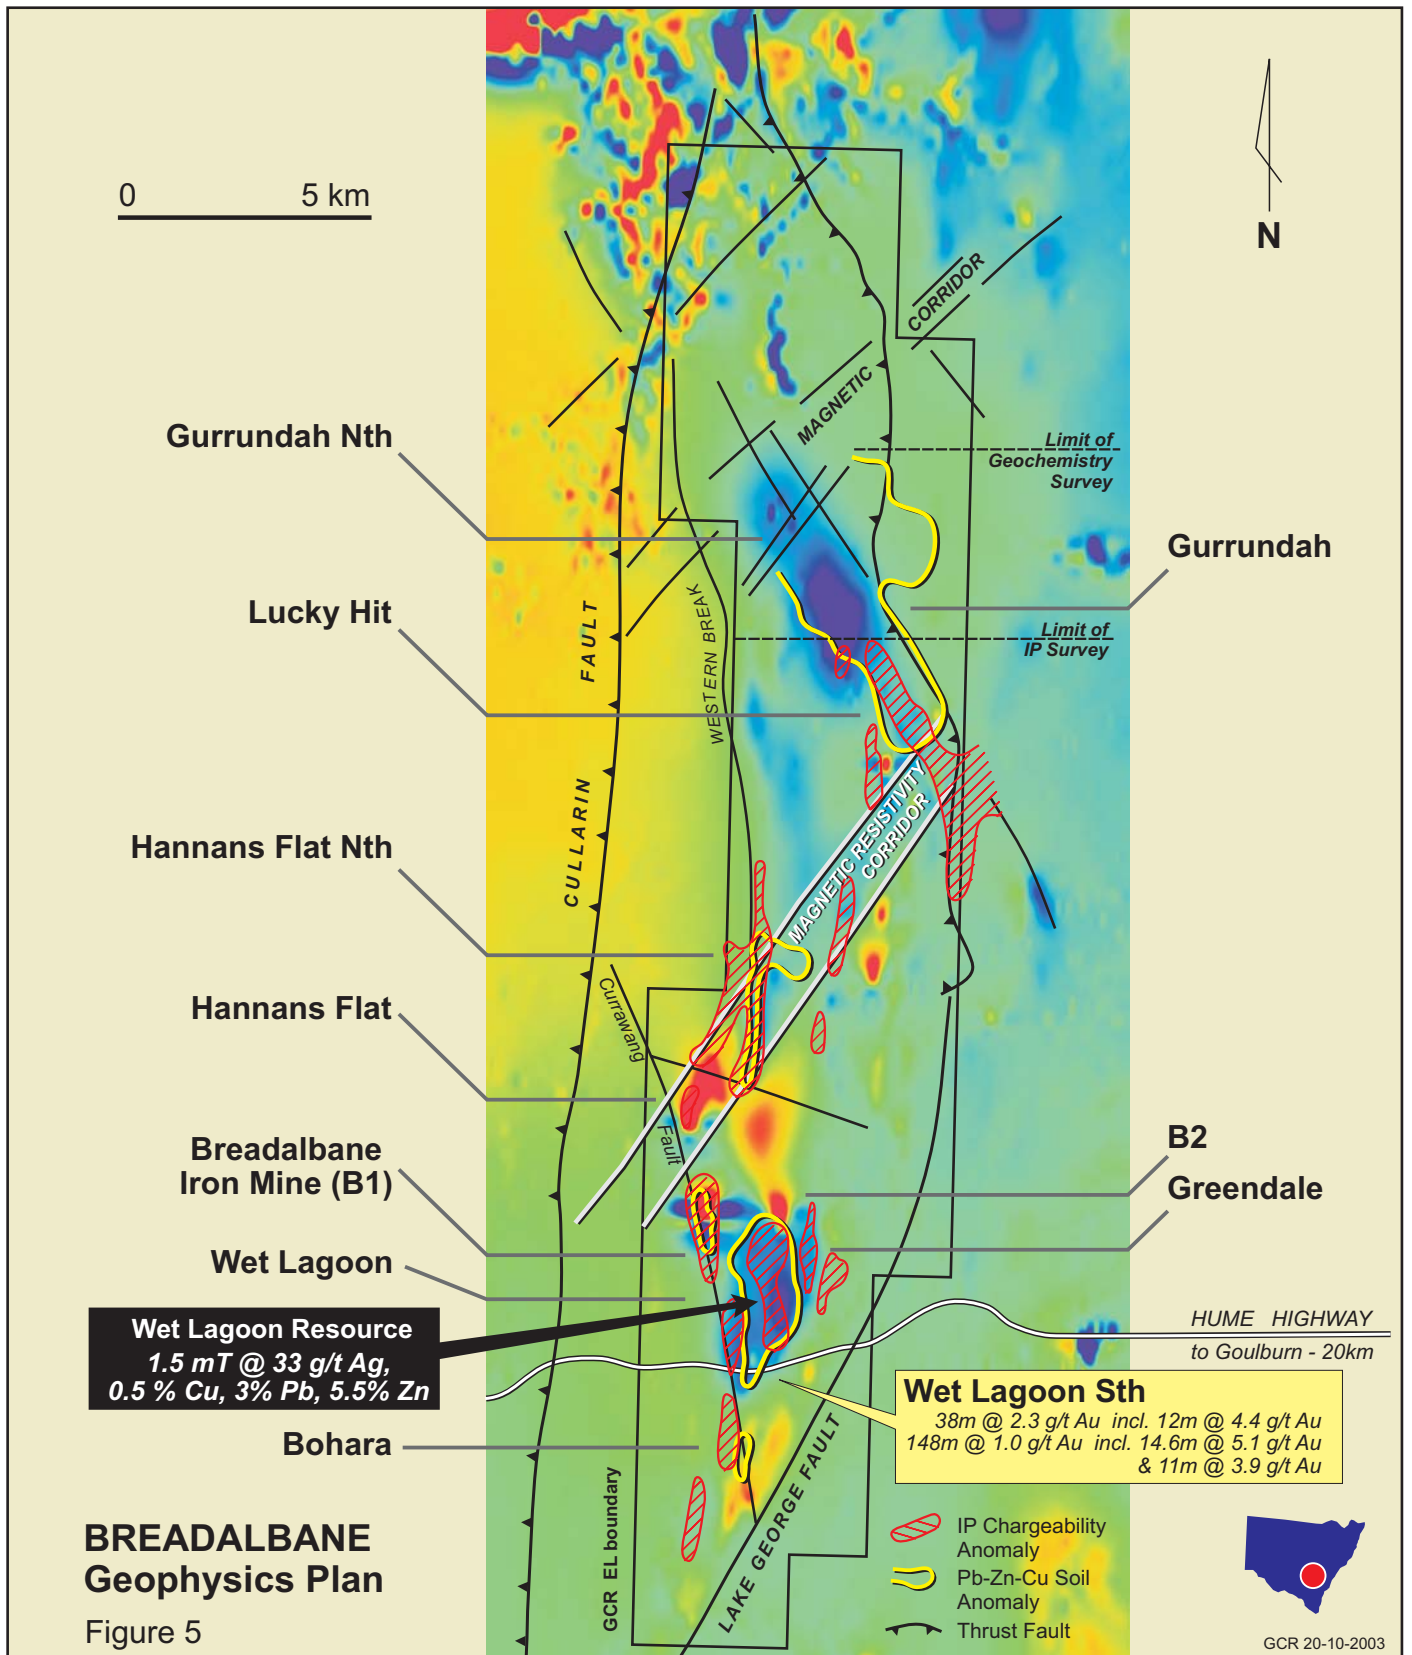 0 5 km
N
CORRIDOR
MAGNETIC
Gurrundah Nth
Limit of
Geochemistry
Survey
Gurrundah
Lucky Hit
FAULT
WESTERN BREAK
Limit of
IP Survey
CULLARIN
MAGNETIC RESISTIVITY
CORRIDOR
Hannans Flat Nth
Hannans Flat
Currawang
Fault
Breadalbane
Iron Mine (B1)
B2
Greendale
Wet Lagoon
Wet Lagoon Resource
1.5 mT @ 33 g/t Ag,
0.5 % Cu, 3% Pb, 5.5% Zn
HUME HIGHWAY
to Goulburn - 20km
Wet Lagoon Sth
38m @ 2.3 g/t Au incl. 12m @ 4.4 g/t Au
148m @ 1.0 g/t Au incl. 14.6m @ 5.1 g/t Au
& 11m @ 3.9 g/t Au
Bohara
GCR EL boundary
LAKE GEORGE FAULT
BREADALBANE
Geophysics Plan
Figure 5
IP Chargeability
Anomaly
Pb-Zn-Cu Soil
Anomaly
Thrust Fault
GCR 20-10-2003